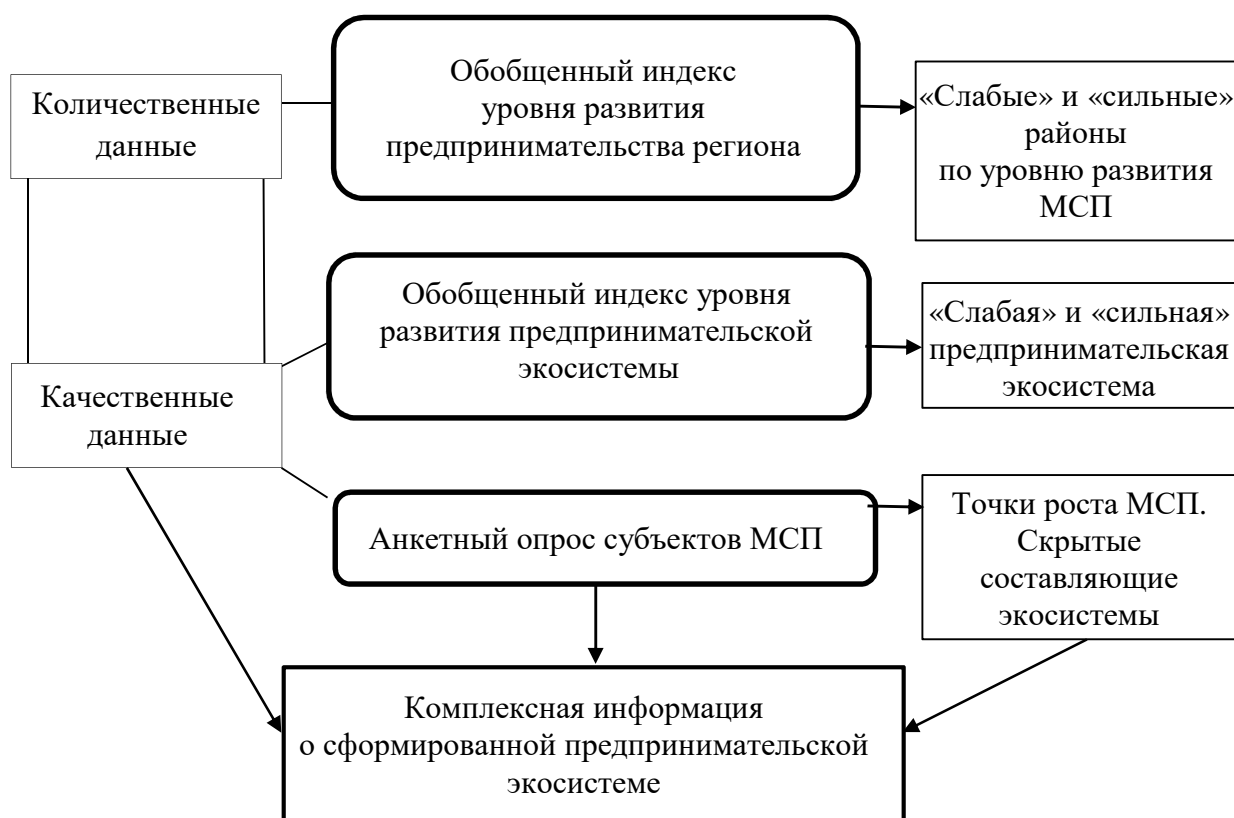 Количественные
данные
Обобщенный индекс
уровня развития
предпринимательства региона
«Слабые» и «сильные»
районы
по уровню развития
МСП
Качественные
данные
Обобщенный индекс уровня
развития предпринимательской
экосистемы
«Слабая» и «сильная»
предпринимательская
экосистема
Анкетный опрос субъектов МСП
Точки роста МСП.
Скрытые
составляющие
экосистемы
Комплексная информация
о сформированной предпринимательской
экосистеме